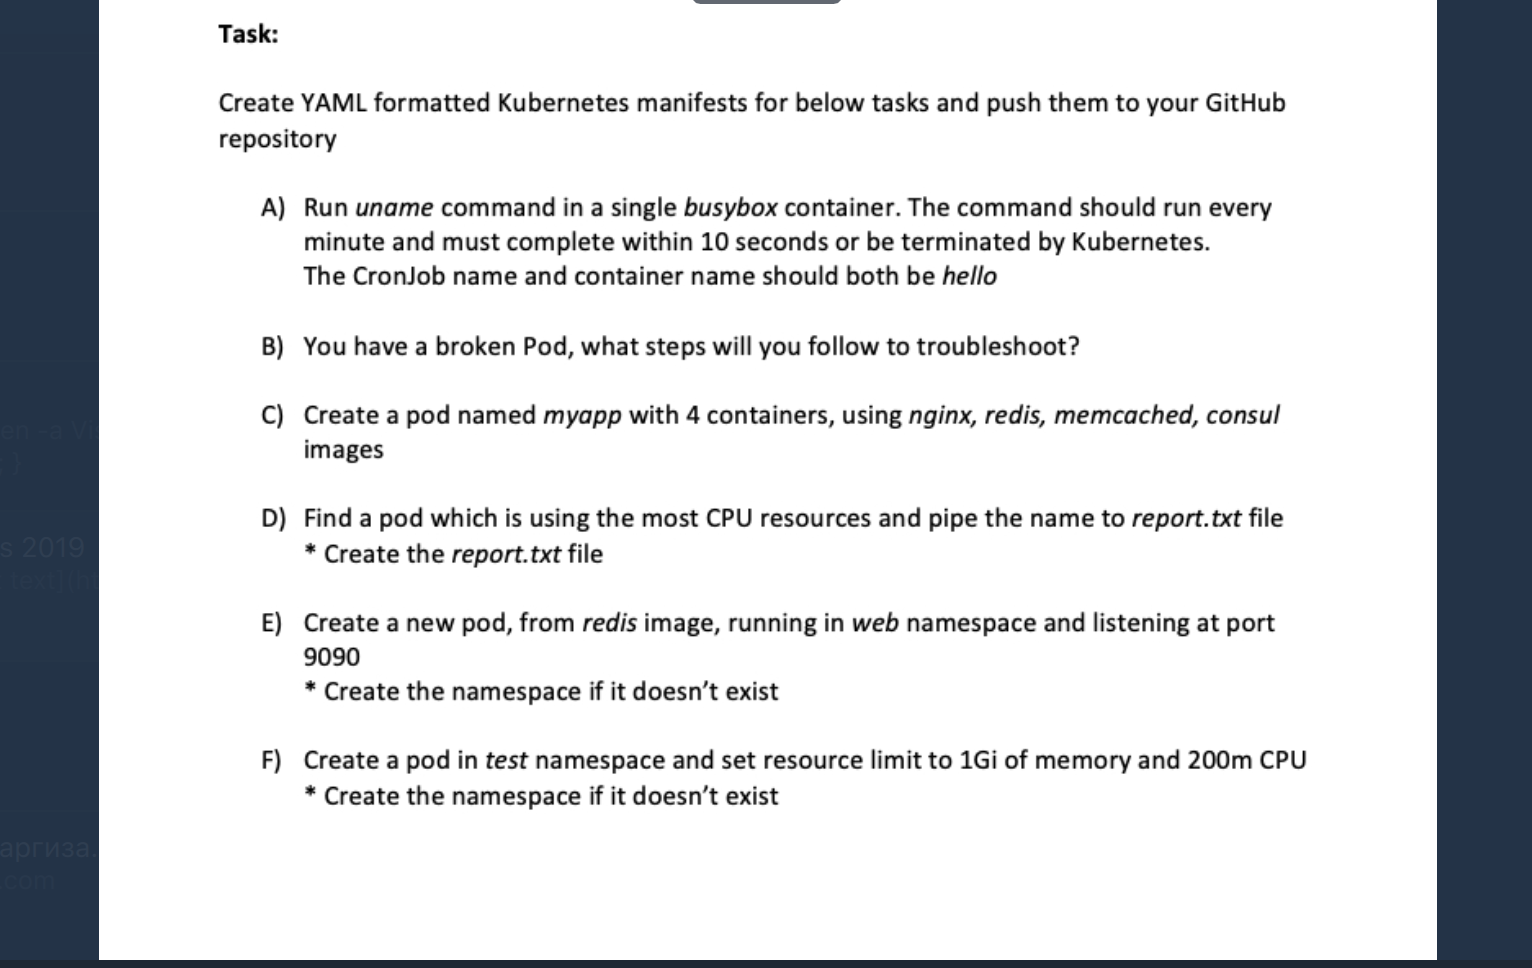 Task:
Create YAML formatted Kubernetes manifests for below tasks and push them to your GitHub
repository
A) Run uname command in a single busybox container. The command should run every
minute and must complete within 10 seconds or be terminated by Kubernetes.
The CronJob name and container name should both be hello
B) You have a broken Pod, what steps will you follow to troubleshoot?
C) Create a pod named myapp with 4 containers, using nginx, redis, memcached, consul
images
en -a Vis
; }
D) Find a pod which is using the most CPU resources and pipe the name to report.txt file
* Create the report.txt file
s 2019
text](ht
E) Create a new pod, from redis image, running in web namespace and listening at port
9090
* Create the namespace if it doesn’t exist
F) Create a pod in test namespace and set resource limit to 1Gi of memory and 200m CPU
* Create the namespace if it doesn’t exist
аргиза.
.com